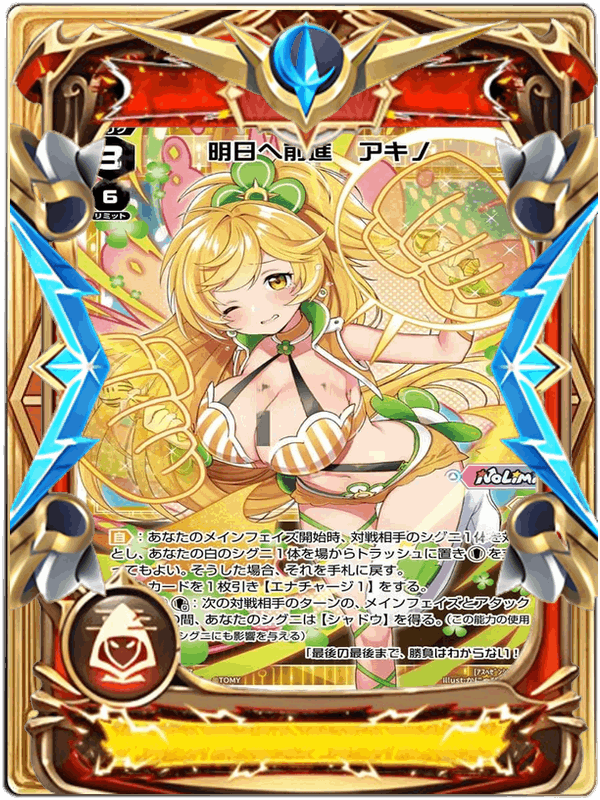 3
明日へ前進 アキノ
6
リミット
NoLimi
自：あなたのメインフェイズ開始時、対戦相手のシグニ1体を対
とし、あなたの白のシグニ1体を場からトラッシュに置き
ってもよい。そうした場合、それを手札に戻す。
カードを1枚引き【エナチャージ1】をする。
：次の対戦相手のターンの、メインフェイズとアタック
の間、あなたのシグニは【シャドウ】を得る。（この能力の使用
シグニにも影響を与える）
「最後の最後まで、勝負はわからない！
©TOMY
Illust:か